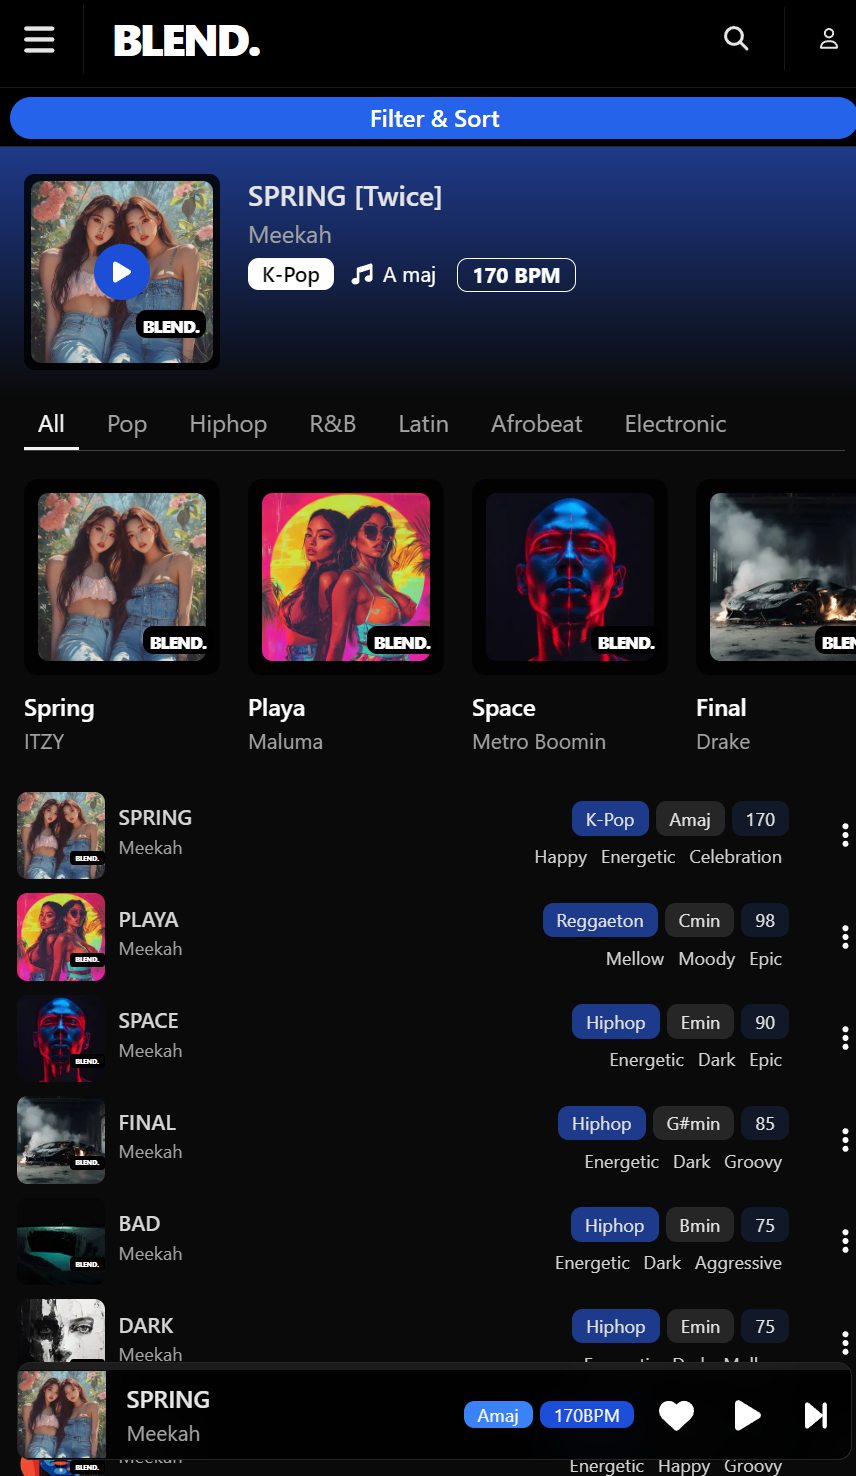 BLEND.
Filter & Sort
SPRING [Twice]
Meekah
K-Pop A maj 170 BPM
BLEND.
All Pop Hiphop R&B Latin Afrobeat Electronic
BLEND. BLEND. BLEND. BLEN
Spring Playa Space Final
ITZY Maluma Metro Boomin Drake
SPRING K-Pop Amaj 170
Meekah Happy Energetic Celebration
BLEND.
PLAYA Reggaeton Cmin 98
Meekah Mellow Moody Epic
BLEND.
SPACE Hiphop Emin 90
Meekah Energetic Dark Epic
BLEND.
FINAL Hiphop G#min 85
Meekah Energetic Dark Groovy
BLEND.
BAD Hiphop Bmin 75
Meekah Energetic Dark Aggressive
BLEND.
DARK Hiphop Emin 75
Meekah
SPRING
Meekah
Amaj 170BPM
Energetic Happy Groovy
BLEND.